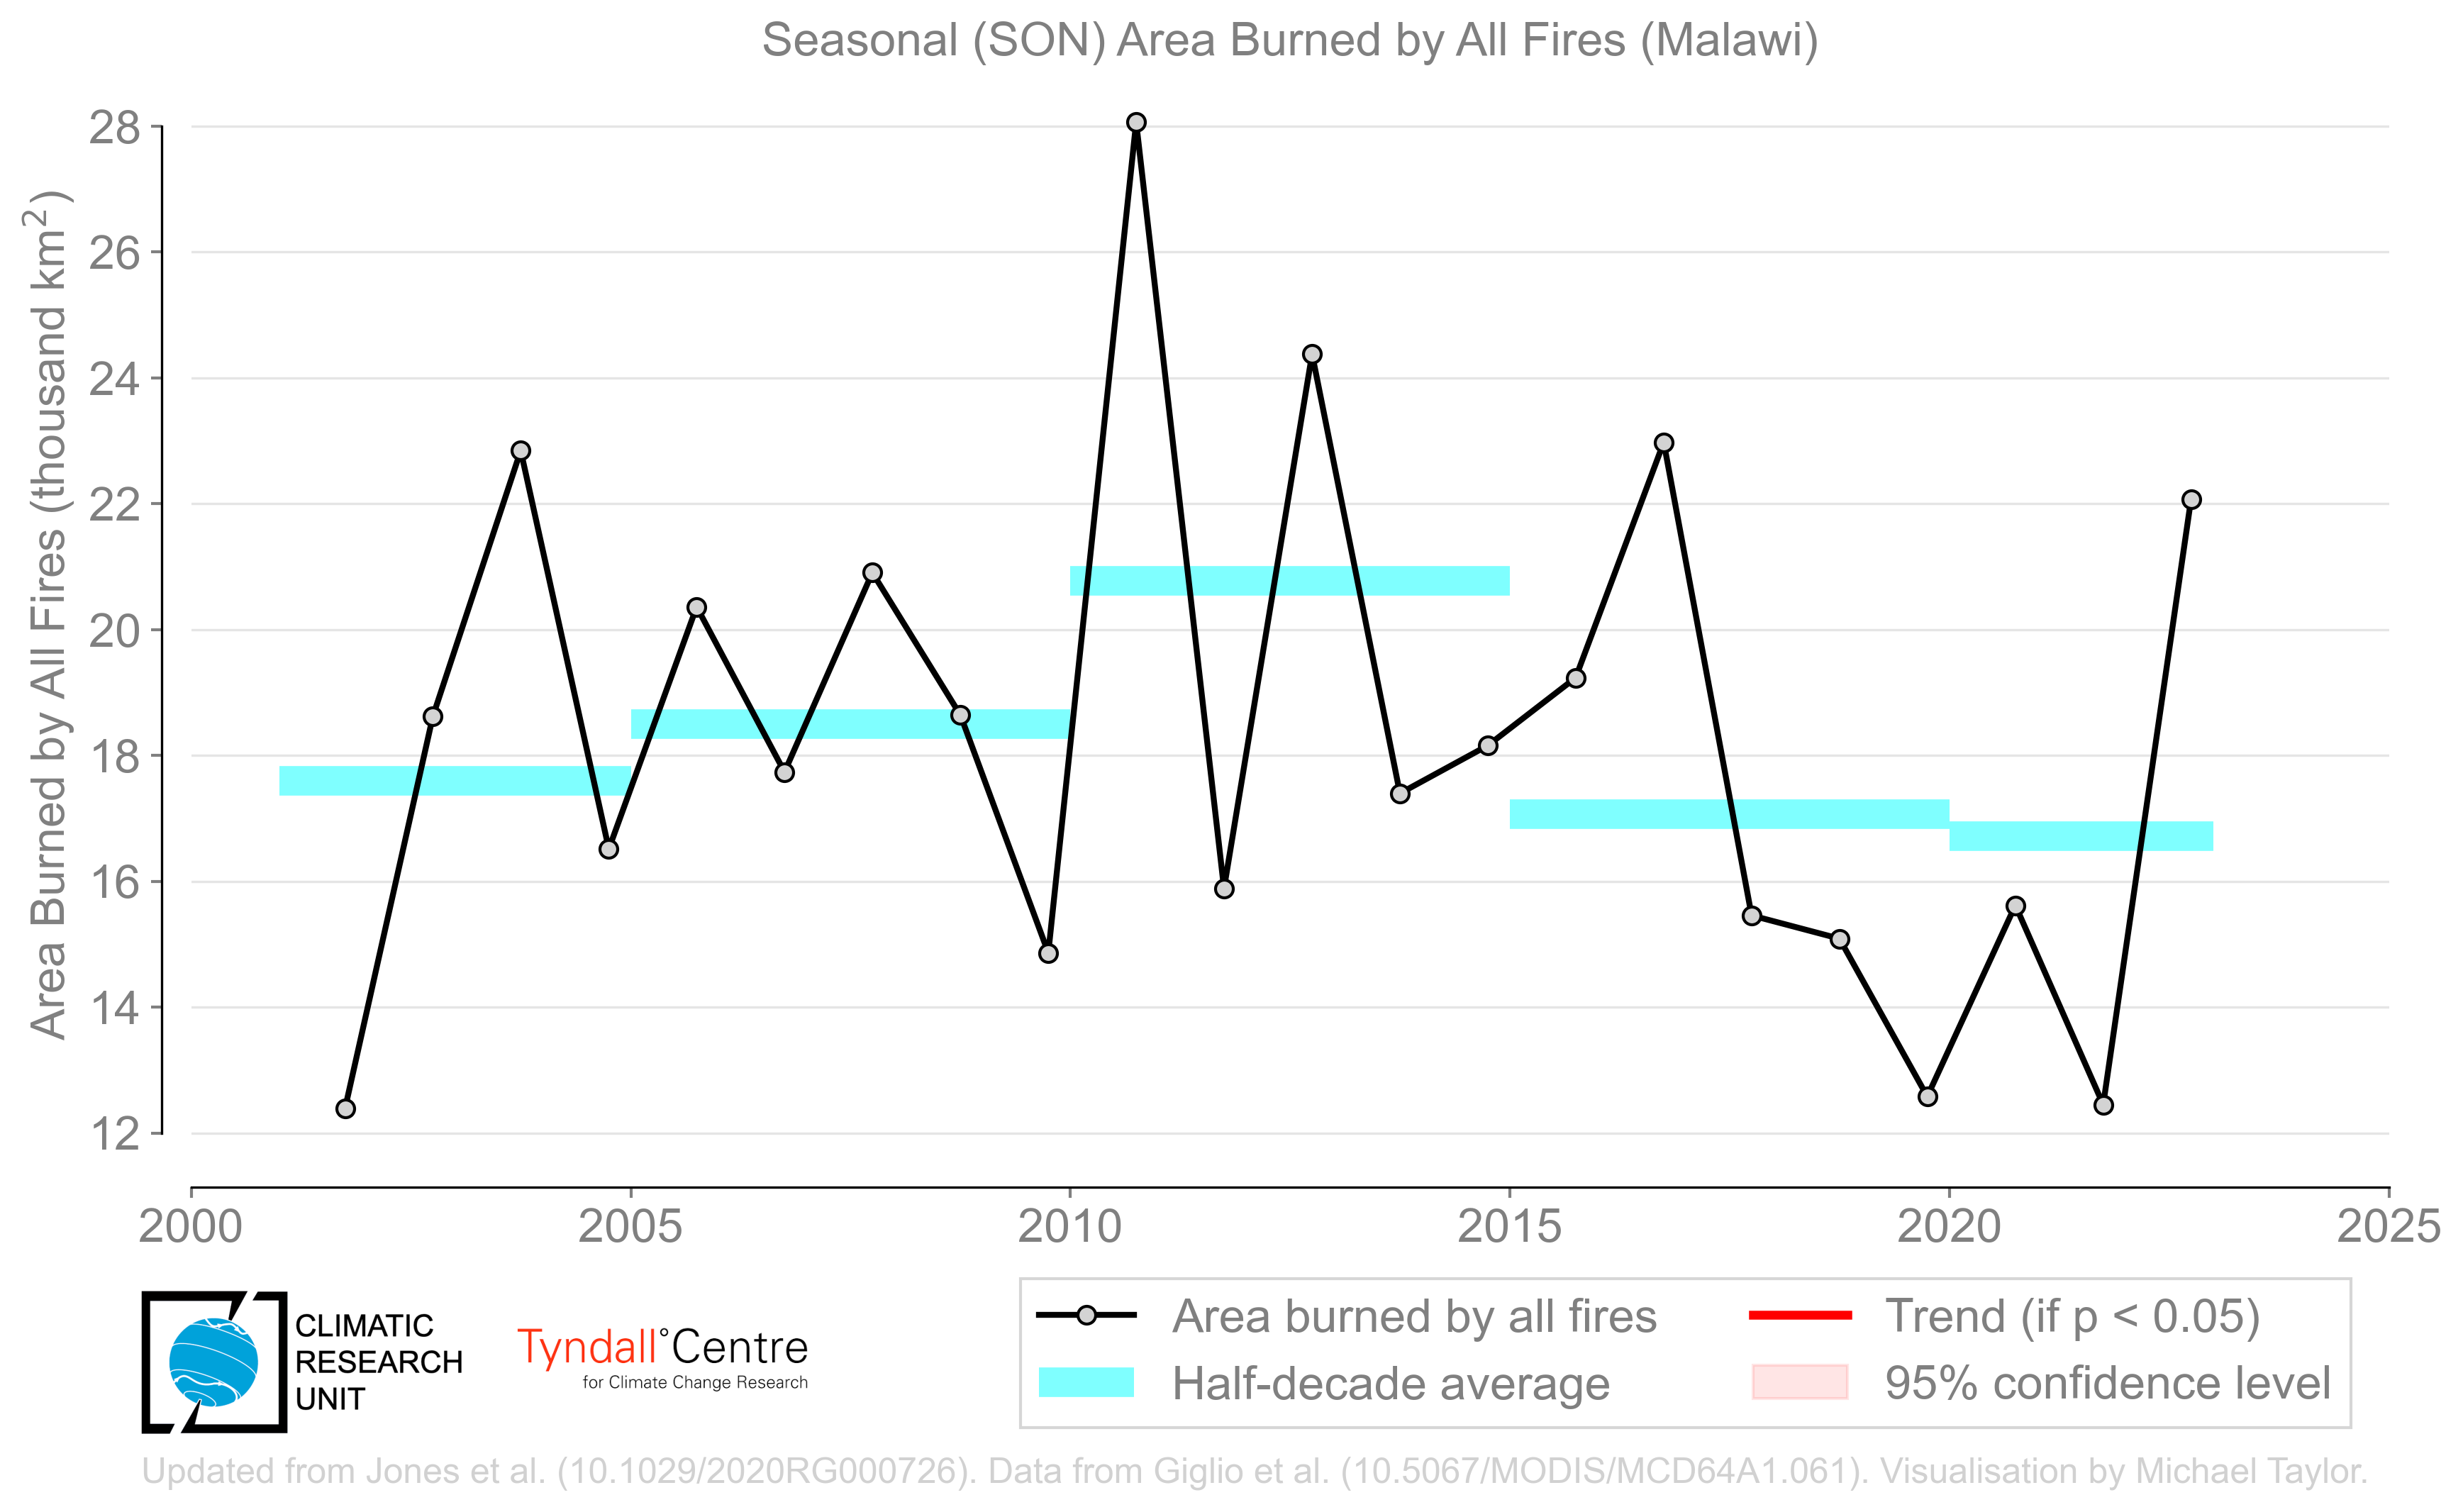 Seasonal (SON) Area Burned by All Fires (Malawi)
Area Burned by All Fires (thousand km²)
28
26
24
22
20
18
16
14
12
2000 2005 2010 2015 2020 2025
CLIMATIC
RESEARCH
UNIT
Tyndall°Centre
for Climate Change Research
Area burned by all fires
Half-decade average
Trend (if p < 0.05)
95% confidence level
Updated from Jones et al. (10.1029/2020RG000726). Data from Giglio et al. (10.5067/MODIS/MCD64A1.061). Visualisation by Michael Taylor.